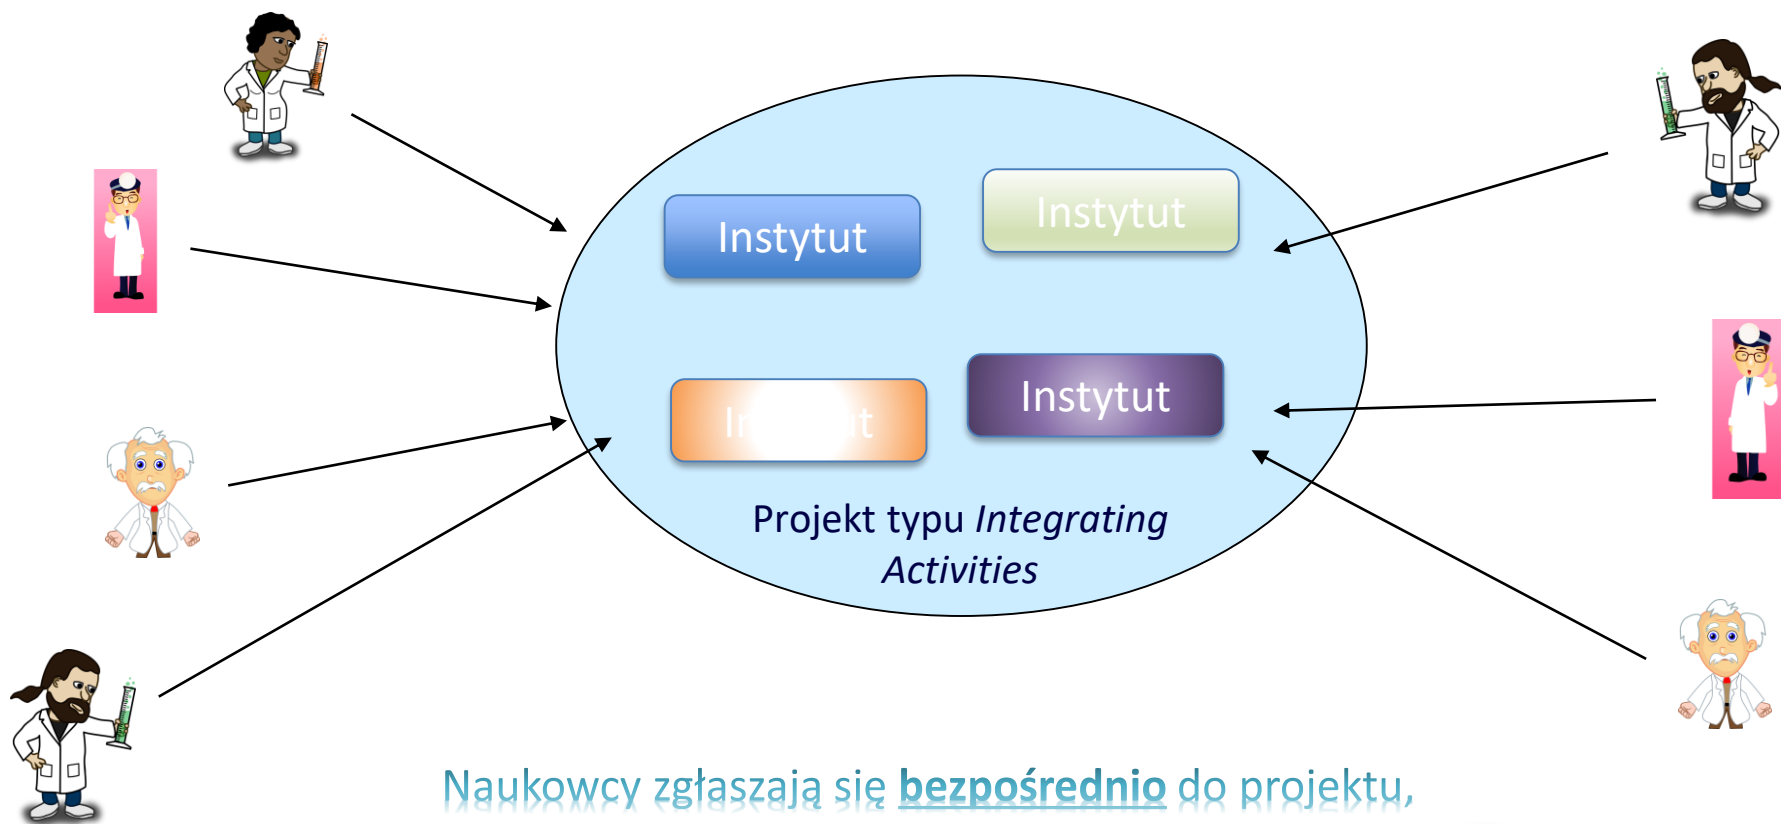 Instytut
Instytut
Instytut
Projekt typu Integrating
Activities
Naukowcy zgłaszają się bezpośrednio do projektu,